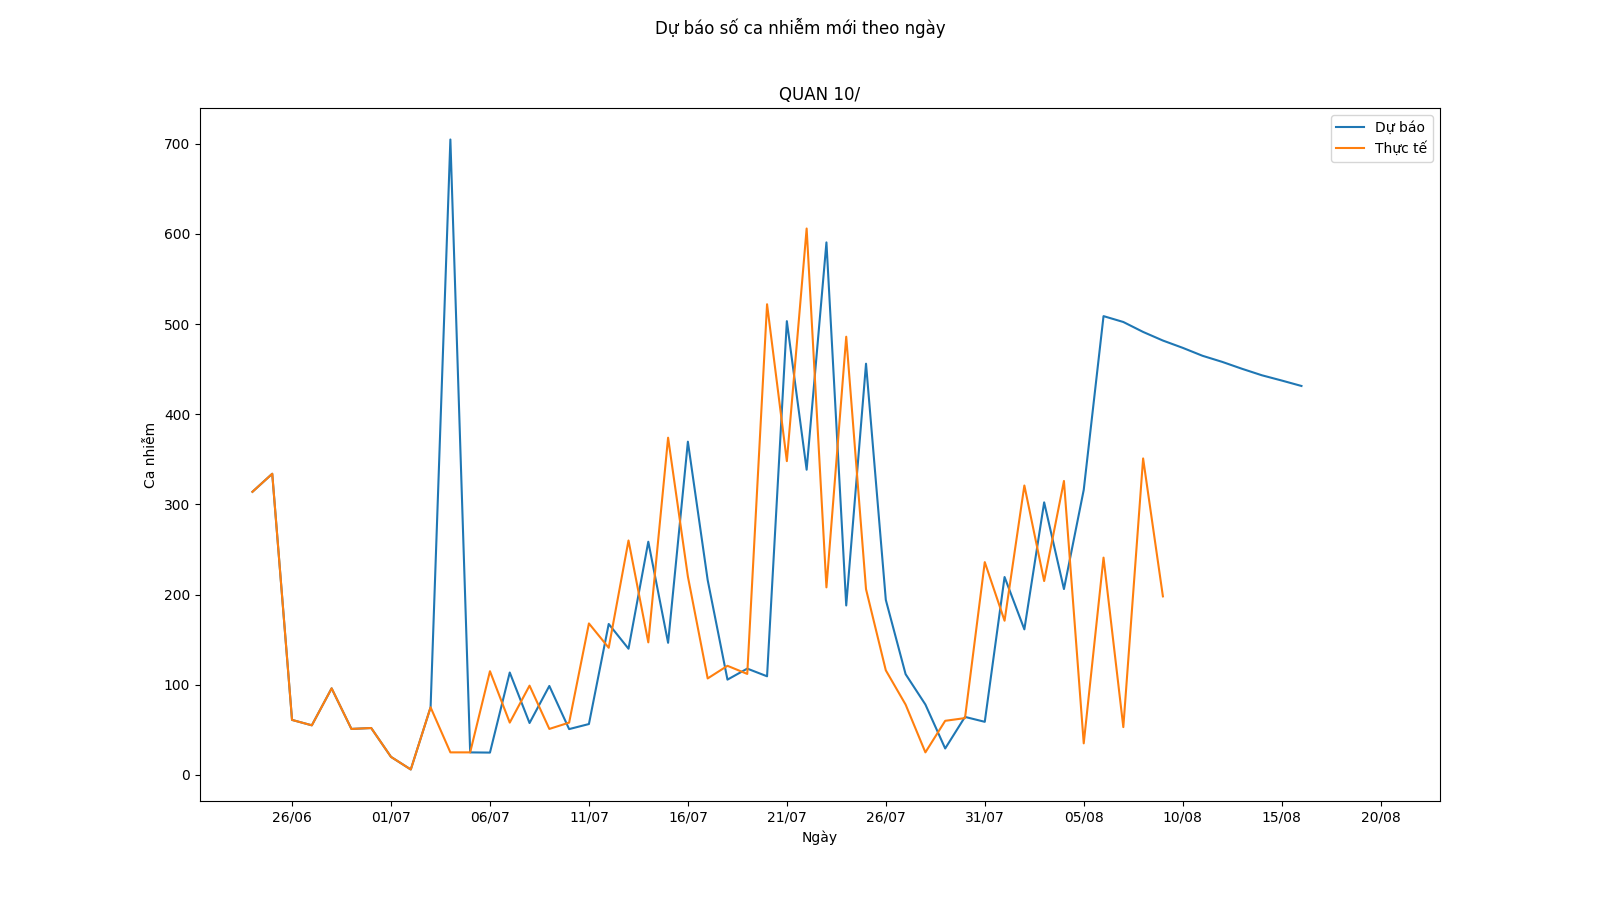 Dự báo số ca nhiễm mới theo ngày
QUAN 10/
Dự báo
Thực tế
700
600
500
400
300
200
100
0
Ca nhiễm
26/06 01/07 06/07 11/07 16/07 21/07 26/07 31/07 05/08 10/08 15/08 20/08
Ngày